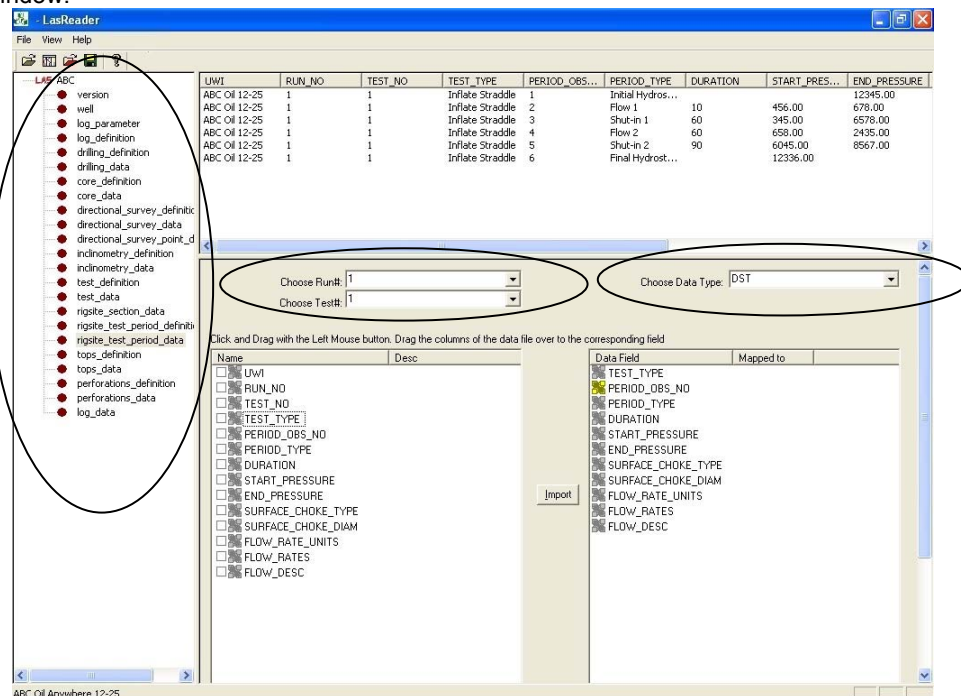 indow:
- LasReader
File View Help
LAS ABC
version
well
log_parameter
log_definition
drilling_definition
drilling_data
core_definition
core_data
directional_survey_definitic
directional_survey_data
directional_survey_point_d
inclinometry_definition
inclinometry_data
test_definition
test_data
rigsite_section_data
rigsite_test_period_definiti
rigsite_test_period_data
tops_definition
tops_data
perforations_definition
perforations_data
log_data
UWI RUN_NO TEST_NO TEST_TYPE PERIOD_OBS... PERIOD_TYPE DURATION START_PRES... END_PRESSURE
ABC Oil 12-25 1 1 Inflate Straddle 1 Initial Hydros... 12345.00
ABC Oil 12-25 1 1 Inflate Straddle 2 Flow 1 10 456.00 678.00
ABC Oil 12-25 1 1 Inflate Straddle 3 Shut-in 1 60 345.00 6578.00
ABC Oil 12-25 1 1 Inflate Straddle 4 Flow 2 60 658.00 2435.00
ABC Oil 12-25 1 1 Inflate Straddle 5 Shut-in 2 90 6045.00 8567.00
ABC Oil 12-25 1 1 Inflate Straddle 6 Final Hydrost... 12336.00
Choose Run#: 1
Choose Test#: 1
Choose Data Type: DST
Click and Drag with the Left Mouse button. Drag the columns of the data file over to the corresponding field
Name Desc
UWI
RUN_NO
TEST_NO
TEST_TYPE
PERIOD_OBS_NO
PERIOD_TYPE
DURATION
START_PRESSURE
END_PRESSURE
SURFACE_CHOKE_TYPE
SURFACE_CHOKE_DIAM
FLOW_RATE_UNITS
FLOW_RATES
FLOW_DESC
Import
Data Field Mapped to
TEST_TYPE
PERIOD_OBS_NO
PERIOD_TYPE
DURATION
START_PRESSURE
END_PRESSURE
SURFACE_CHOKE_TYPE
SURFACE_CHOKE_DIAM
FLOW_RATE_UNITS
FLOW_RATES
FLOW_DESC
ABC Oil Anywhere 12-25